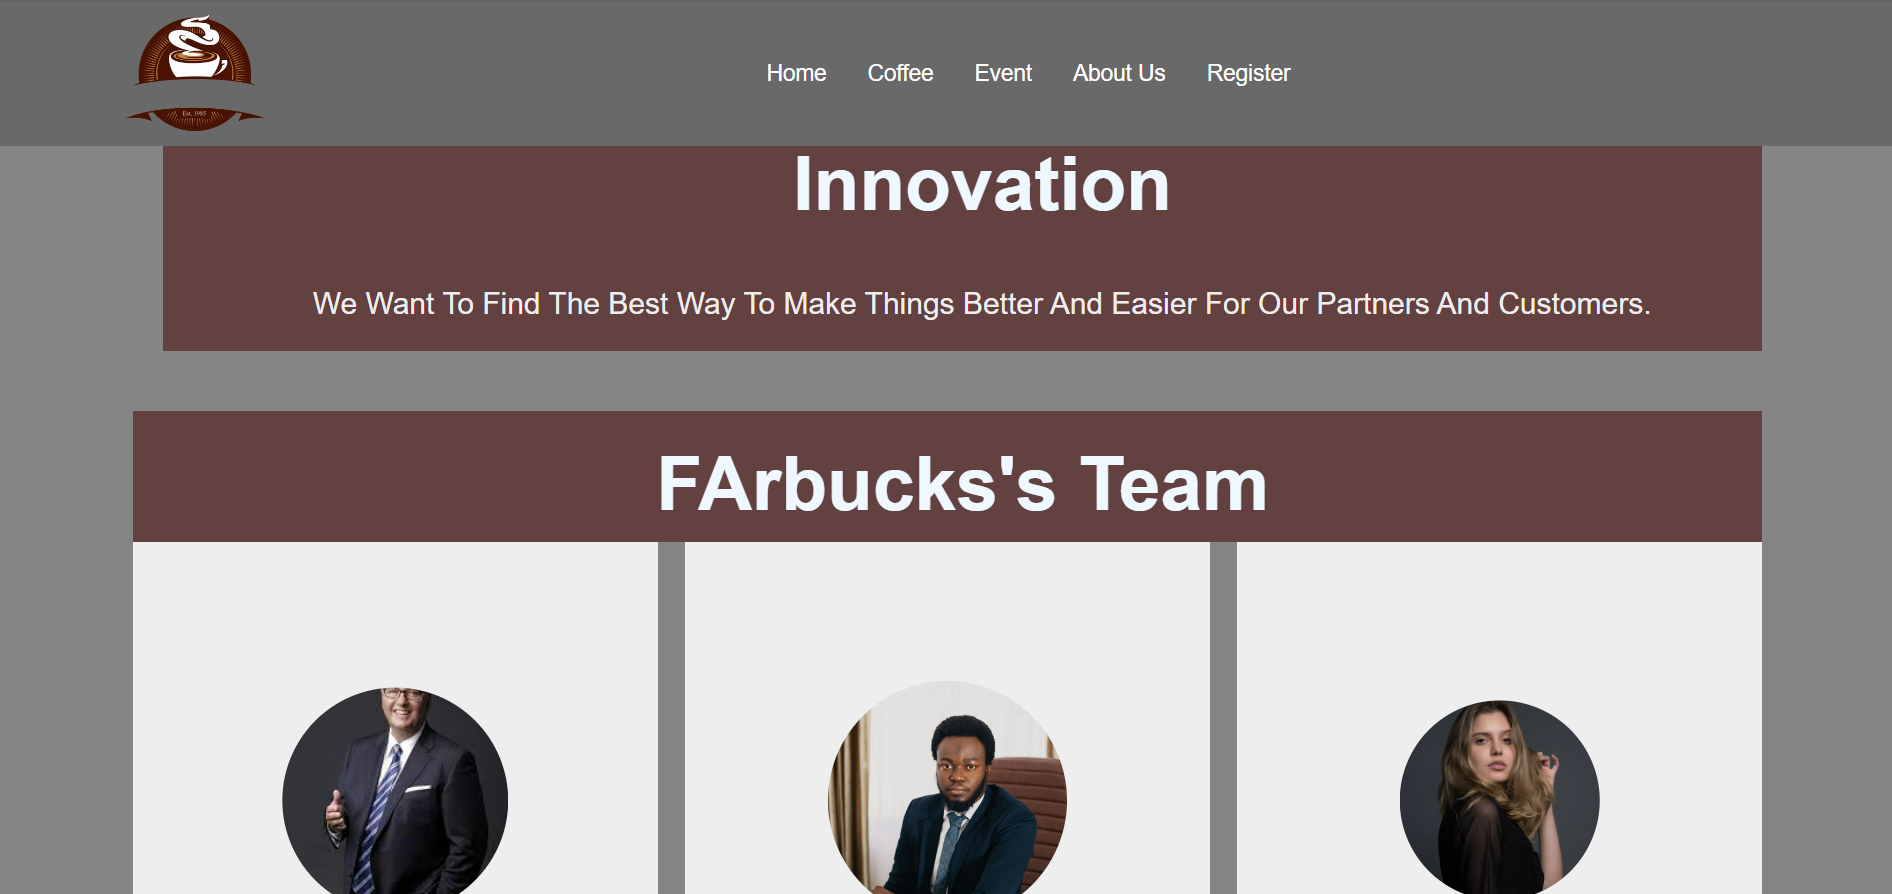 Est. 1985
Home Coffee Event About Us Register
Innovation
We Want To Find The Best Way To Make Things Better And Easier For Our Partners And Customers.
FArbucks's Team